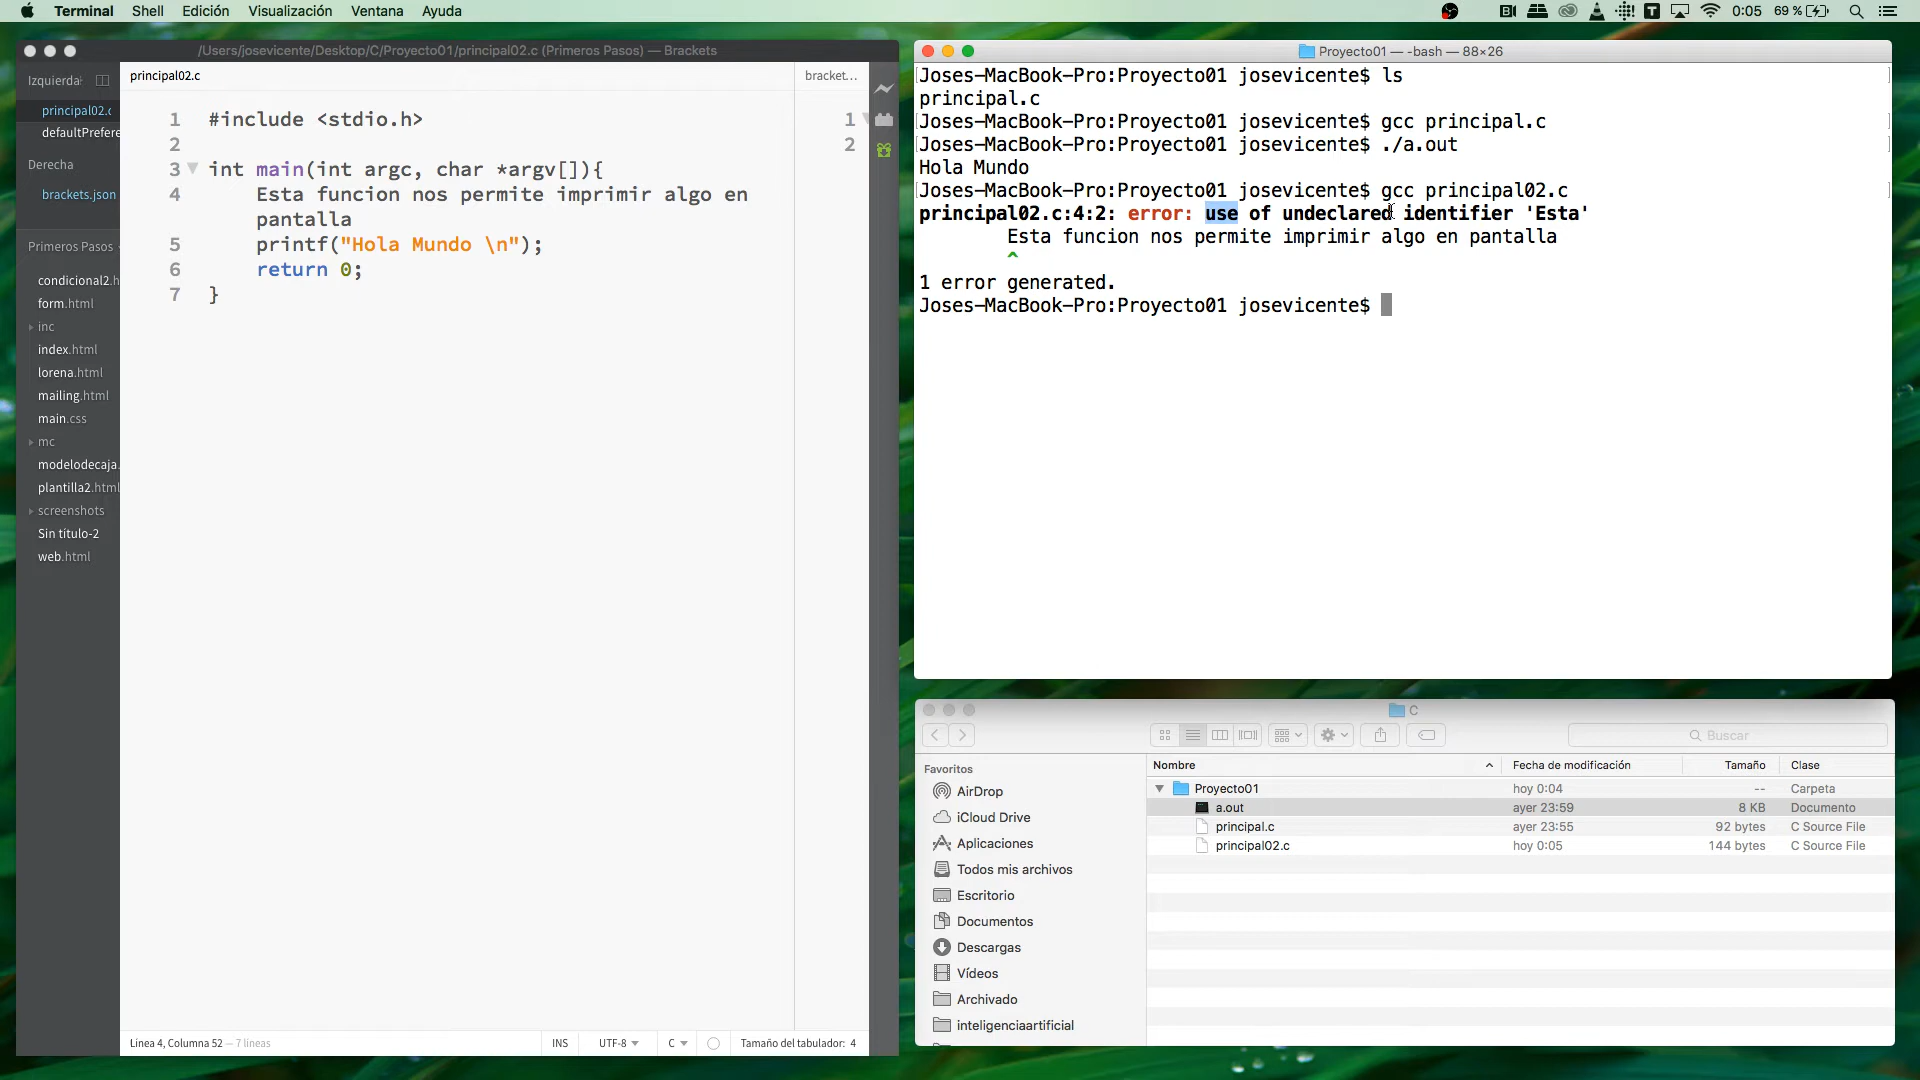 Terminal Shell Edición Visualización Ventana Ayuda
0:05 69 %
/Users/josevicente/Desktop/C/Proyecto01/principal02.c (Primeros Pasos) — Brackets
Izquierda
principal02.c
defaultPrefere
Derecha
brackets.json
Primeros Pasos
condicional2.h
form.html
inc
index.html
lorena.html
mailing.html
main.css
mc
modelodecaja.
plantilla2.html
screenshots
Sin título-2
web.html
principal02.c
bracket...
1 #include <stdio.h>
2
3 int main(int argc, char *argv[]){
4 Esta funcion nos permite imprimir algo en
pantalla
5 printf("Hola Mundo \n");
6 return 0;
7 }
1
2
Línea 4, Columna 52 — 7 líneas
INS UTF-8 C Tamaño del tabulador: 4
Proyecto01 — -bash — 88×26
Joses-MacBook-Pro:Proyecto01 josevicente$ ls
principal.c
Joses-MacBook-Pro:Proyecto01 josevicente$ gcc principal.c
Joses-MacBook-Pro:Proyecto01 josevicente$ ./a.out
Hola Mundo
Joses-MacBook-Pro:Proyecto01 josevicente$ gcc principal02.c
principal02.c:4:2: error: use of undeclared identifier 'Esta'
Esta funcion nos permite imprimir algo en pantalla
^
1 error generated.
Joses-MacBook-Pro:Proyecto01 josevicente$
C
Buscar
Favoritos
AirDrop
iCloud Drive
Aplicaciones
Todos mis archivos
Escritorio
Documentos
Descargas
Vídeos
Archivado
inteligenciaartificial
Nombre Fecha de modificación Tamaño Clase
Proyecto01 hoy 0:04 -- Carpeta
a.out ayer 23:59 8 KB Documento
principal.c ayer 23:55 92 bytes C Source File
principal02.c hoy 0:05 144 bytes C Source File